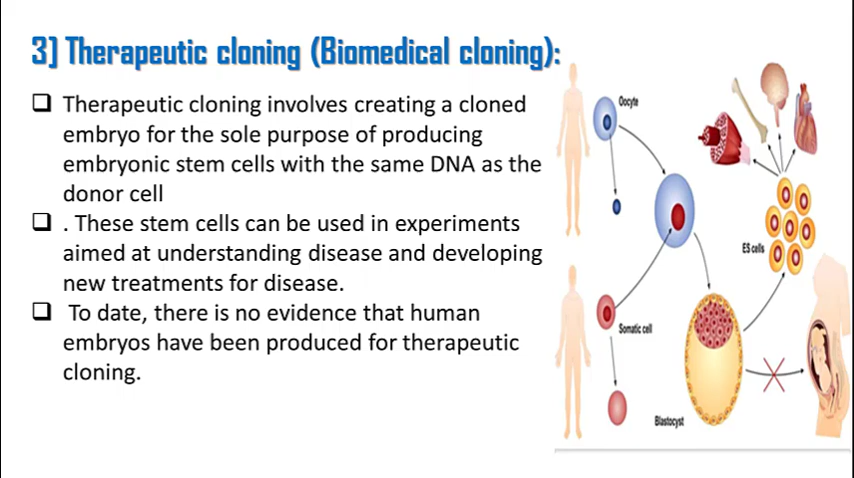 3] Therapeutic cloning (Biomedical cloning):
❑ Therapeutic cloning involves creating a cloned
embryo for the sole purpose of producing
embryonic stem cells with the same DNA as the
donor cell
❑ . These stem cells can be used in experiments
aimed at understanding disease and developing
new treatments for disease.
❑ To date, there is no evidence that human
embryos have been produced for therapeutic
cloning.
Oocyte
ES cells
Somatic cell
Blastocyst